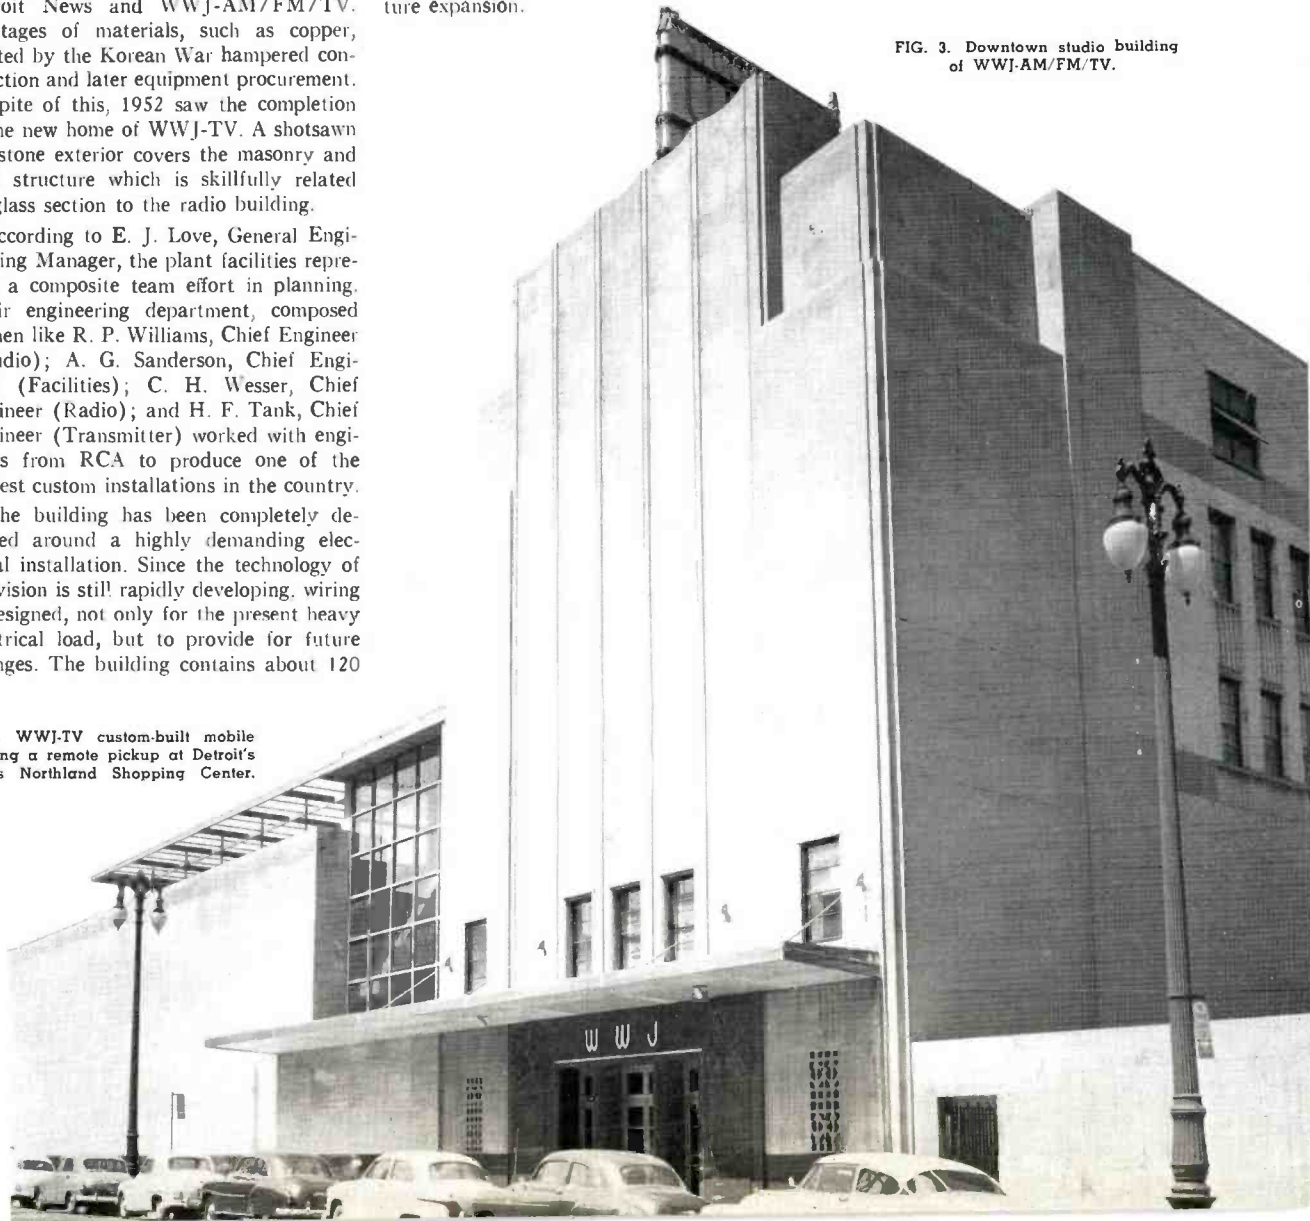 oit News and WWJ-AM/FM/TV.
tages of materials, such as copper,
ted by the Korean War hampered con-
ction and later equipment procurement.
pite of this, 1952 saw the completion
he new home of WWJ-TV. A shotsawn
stone exterior covers the masonry and
structure which is skillfully related
glass section to the radio building.
ccording to E. J. Love, General Engi-
ing Manager, the plant facilities repre-
a composite team effort in planning.
ir engineering department, composed
nen like R. P. Williams, Chief Engineer
dio); A. G. Sanderson, Chief Engi-
(Facilities); C. H. Wesser, Chief
ineer (Radio); and H. F. Tank, Chief
ineer (Transmitter) worked with engi-
s from RCA to produce one of the
est custom installations in the country.
he building has been completely de-
ed around a highly demanding elec-
al installation. Since the technology of
vision is still rapidly developing, wiring
esigned, not only for the present heavy
trical load, but to provide for future
nges. The building contains about 120
ture expansion.
FIG. 3. Downtown studio building
of WWJ-AM/FM/TV.
WWJ-TV custom-built mobile
ng a remote pickup at Detroit's
s Northland Shopping Center.
WWJ